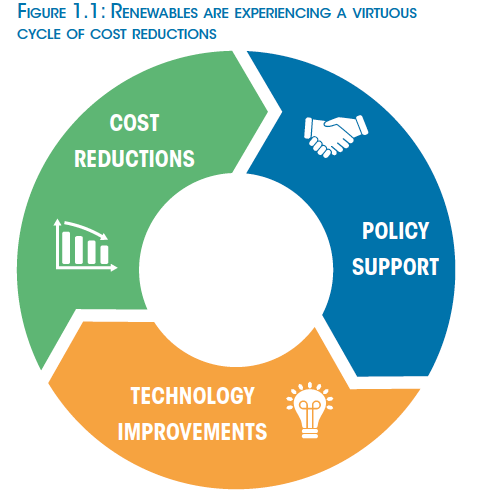 FIGURE 1.1: RENEWABLES ARE EXPERIENCING A VIRTUOUS
CYCLE OF COST REDUCTIONS
COST
REDUCTIONS
POLICY
SUPPORT
TECHNOLOGY
IMPROVEMENTS